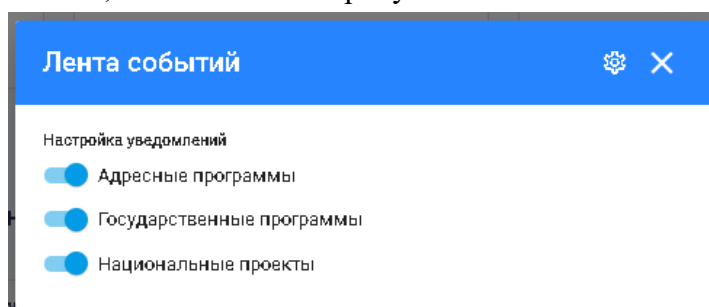 Лента событий
Настройка уведомлений
Адресные программы
Государственные программы
Национальные проекты